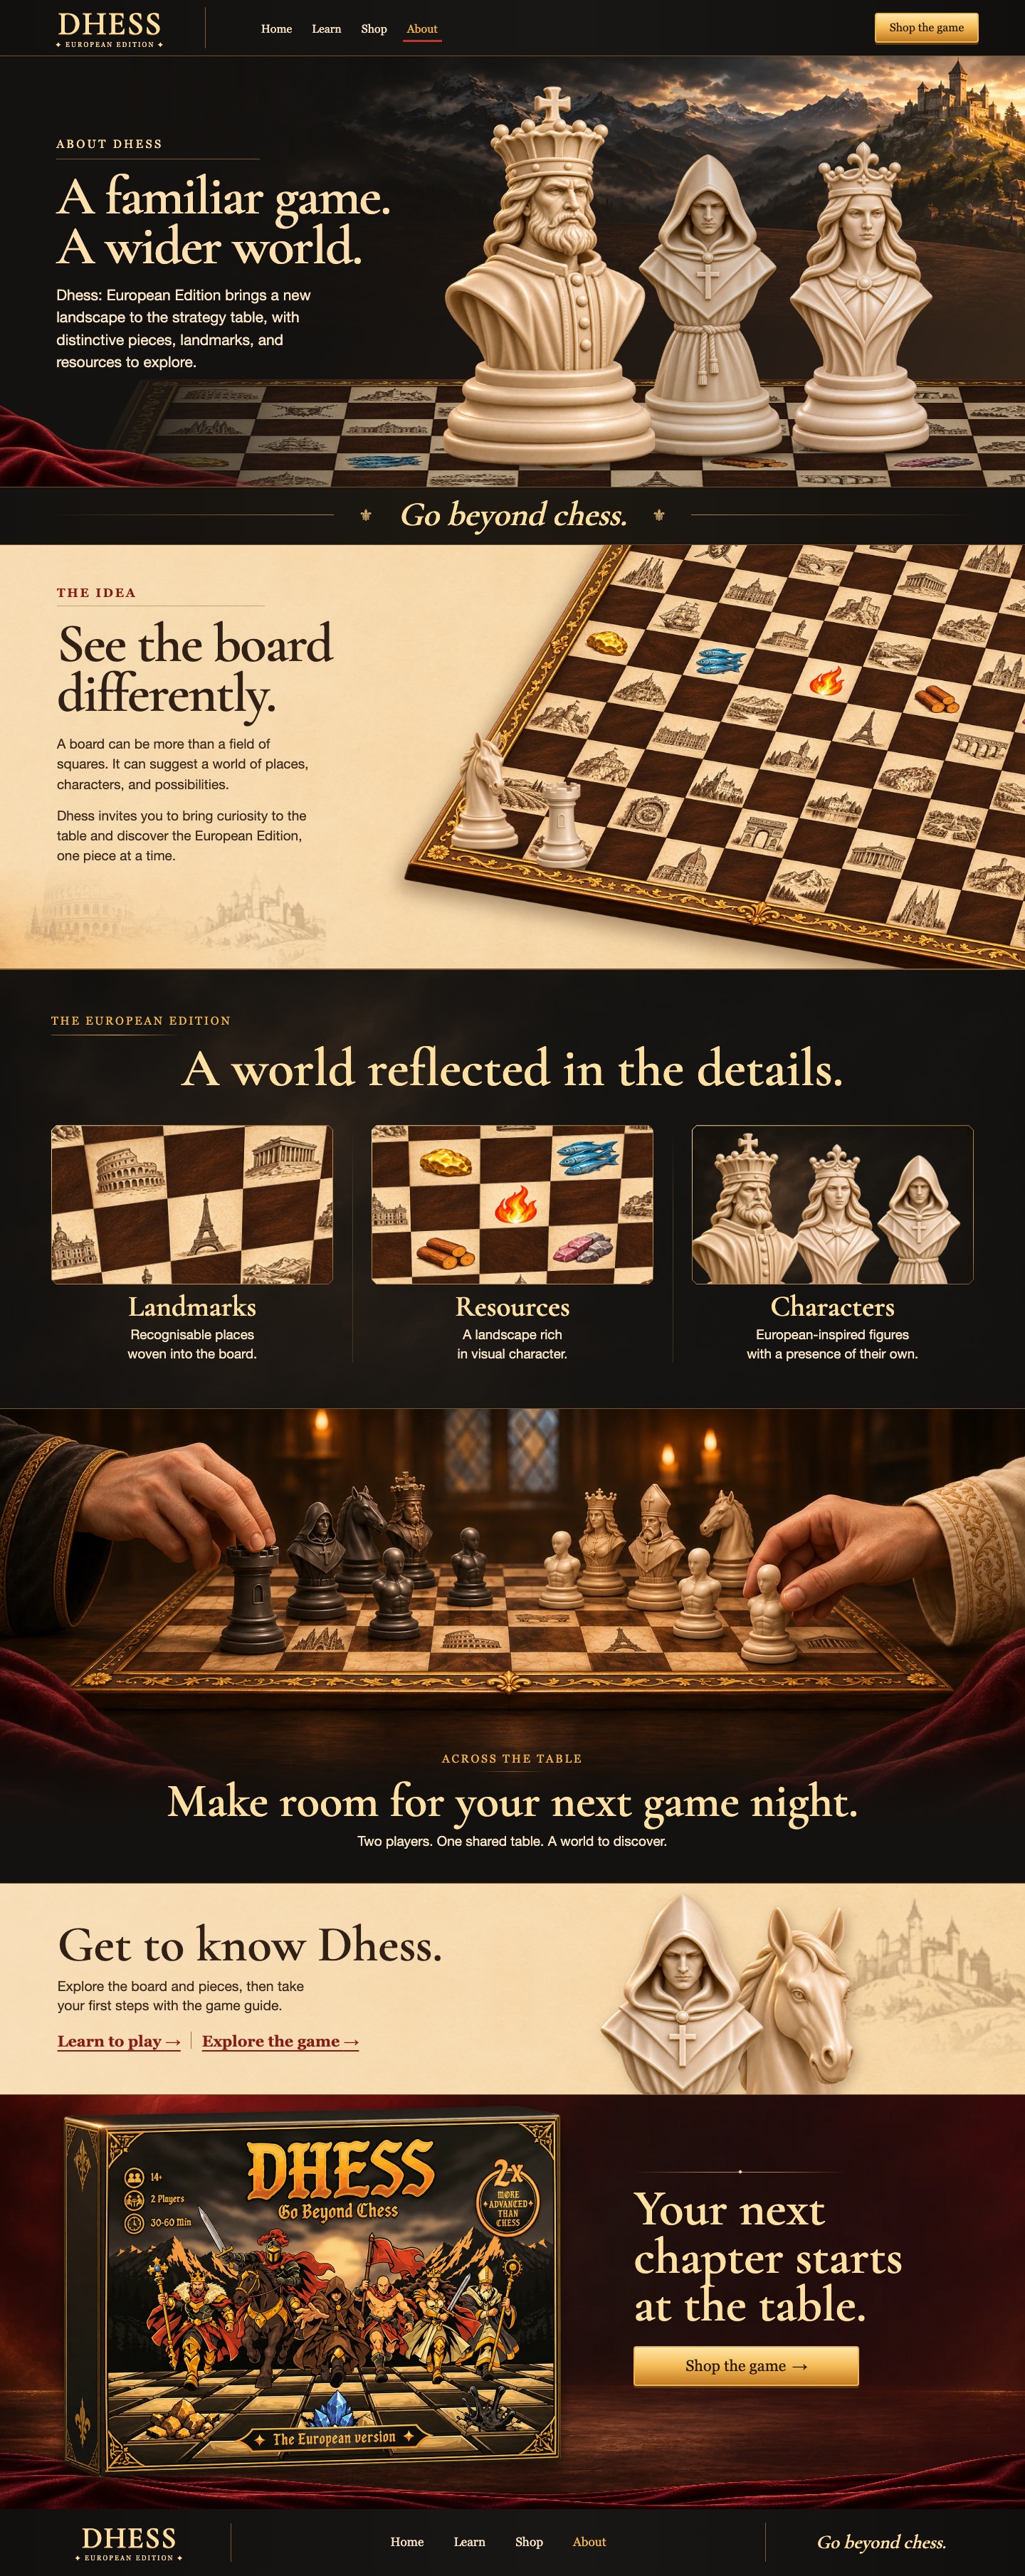 DHESS
EUROPEAN EDITION
Home Learn Shop About
Shop the game
ABOUT DHESS
A familiar game.
A wider world.
Dhess: European Edition brings a new
landscape to the strategy table, with
distinctive pieces, landmarks, and
resources to explore.
Go beyond chess.
THE IDEA
See the board
differently.
A board can be more than a field of
squares. It can suggest a world of places,
characters, and possibilities.
Dhess invites you to bring curiosity to the
table and discover the European Edition,
one piece at a time.
THE EUROPEAN EDITION
A world reflected in the details.
Landmarks
Recognisable places
woven into the board.
Resources
A landscape rich
in visual character.
Characters
European-inspired figures
with a presence of their own.
ACROSS THE TABLE
Make room for your next game night.
Two players. One shared table. A world to discover.
Get to know Dhess.
Explore the board and pieces, then take
your first steps with the game guide.
Learn to play → Explore the game →
DHESS
Go Beyond Chess
14+
2 Players
30-60 Min
2x
MORE
ADVANCED
THAN
CHESS
The European version
Your next
chapter starts
at the table.
Shop the game →
DHESS
EUROPEAN EDITION
Home Learn Shop About
Go beyond chess.